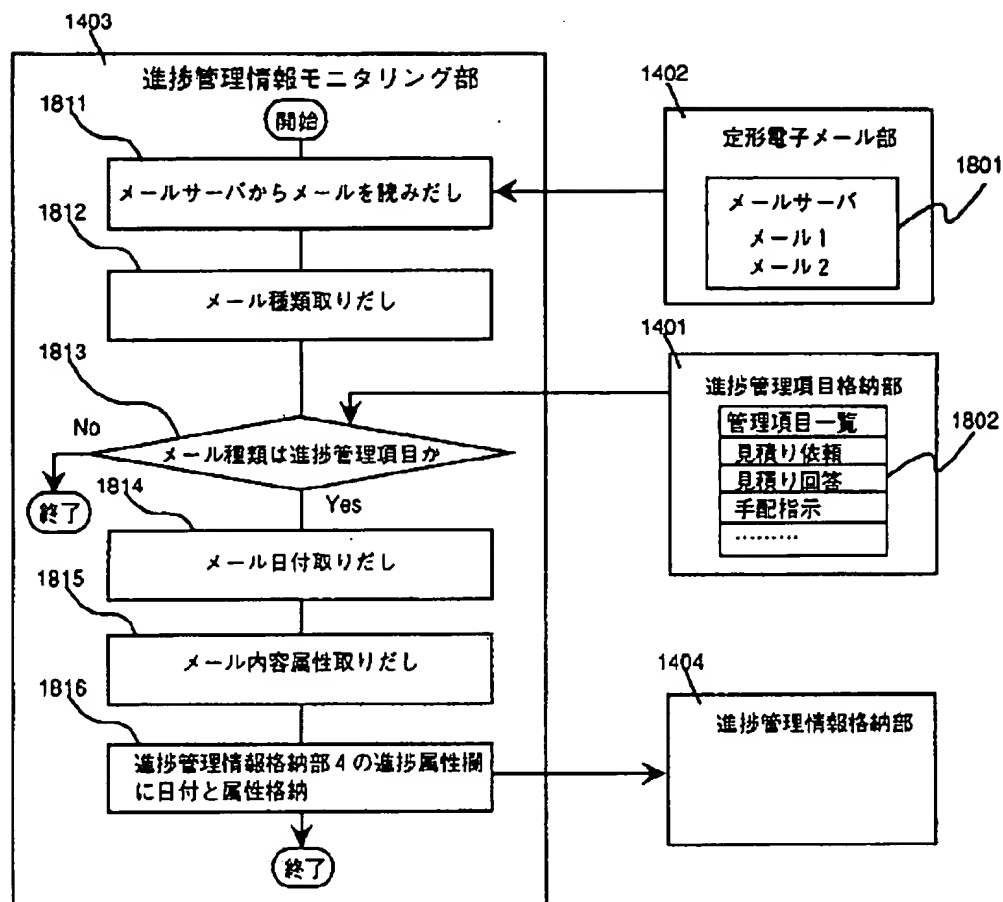 1403
進捗管理情報モニタリング部
開始
1811
メールサーバからメールを読みだし
1812
メール種類取りだし
1813
メール種類は進捗管理項目か
No
終了
Yes
1814
メール日付取りだし
1815
メール内容属性取りだし
1816
進捗管理情報格納部4の進捗属性欄
に日付と属性格納
終了
1402
定形電子メール部
1801
メールサーバ
メール1
メール2
1401
進捗管理項目格納部
1802
管理項目一覧
見積り依頼
見積り回答
手配指示
………
1404
進捗管理情報格納部